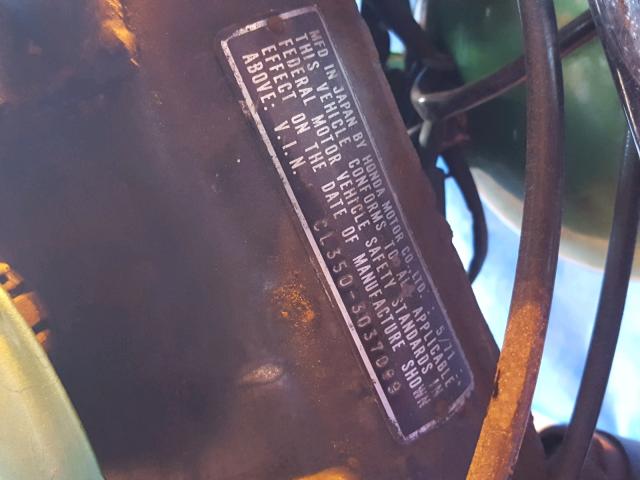 MFD IN JAPAN BY HONDA MOTOR CO., LTD. : 5/71
THIS VEHICLE CONFORMS TO ALL APPLICABLE
FEDERAL MOTOR VEHICLE SAFETY STANDARDS IN
EFFECT ON THE DATE OF MANUFACTURE SHOWN
ABOVE: V.I.N. CL350-5037099